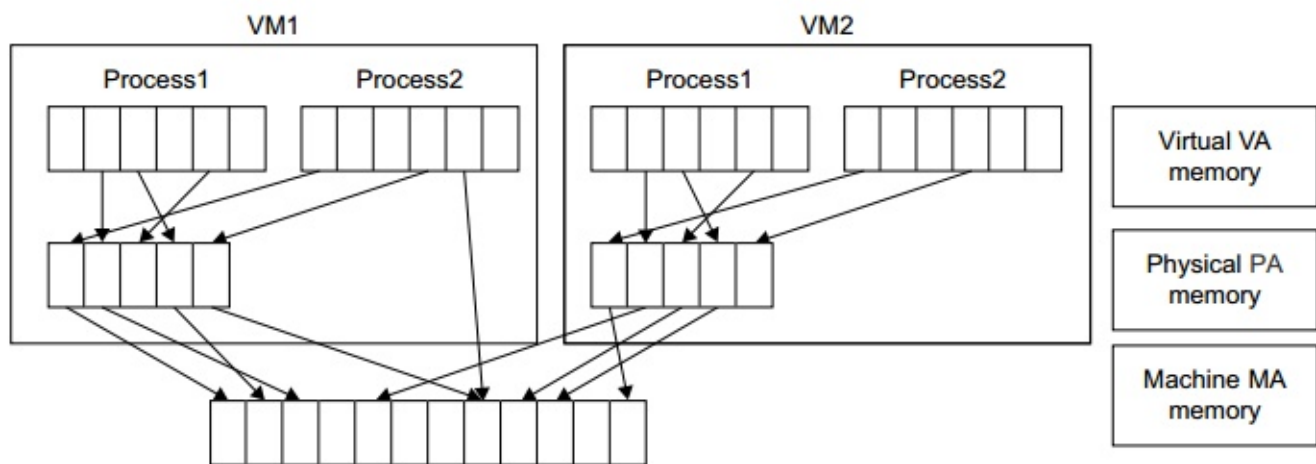 VM1
VM2
Process1
Process2
Process1
Process2
Virtual VA
memory
Physical PA
memory
Machine MA
memory